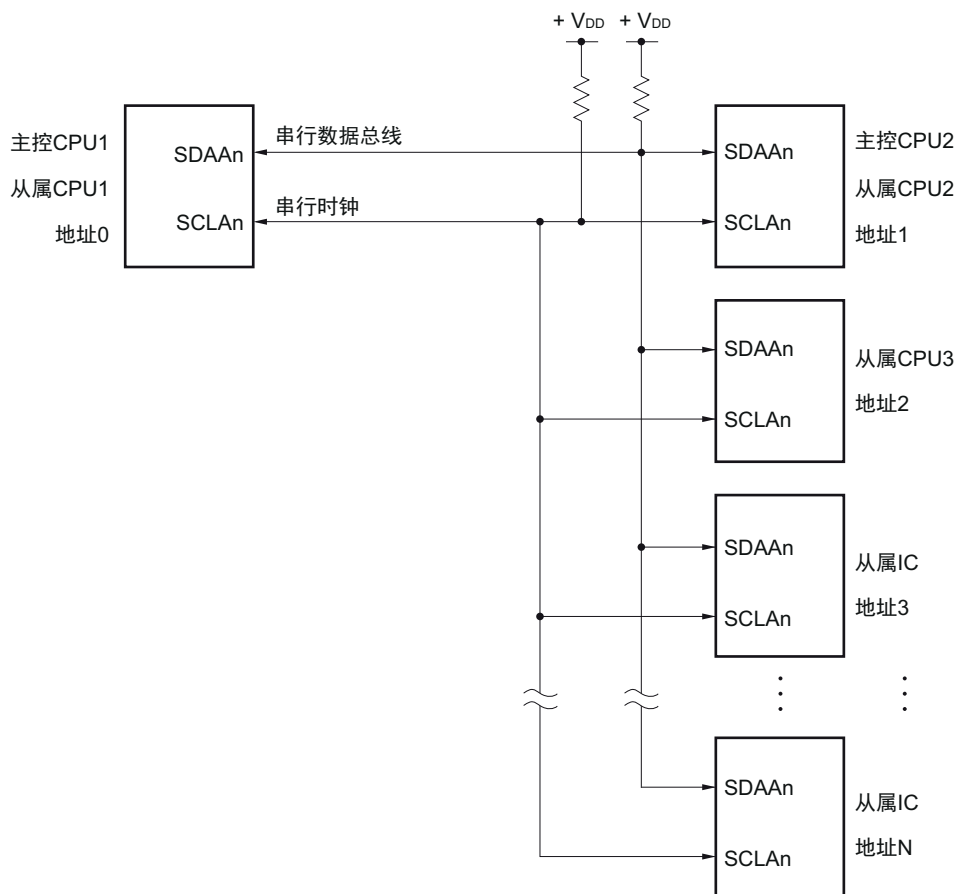 + VDD + VDD
主控CPU1
从属CPU1
地址0
SDAAn
SCLAn
串行数据总线
串行时钟
SDAAn
SCLAn
主控CPU2
从属CPU2
地址1
SDAAn
SCLAn
从属CPU3
地址2
SDAAn
SCLAn
从属IC
地址3
SDAAn
SCLAn
从属IC
地址N